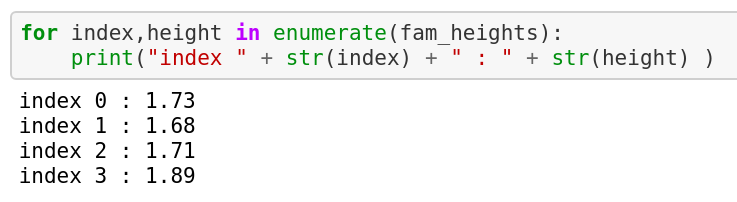 for index,height in enumerate(fam_heights):
    print("index " + str(index) + " : " + str(height) )
index 0 : 1.73
index 1 : 1.68
index 2 : 1.71
index 3 : 1.89